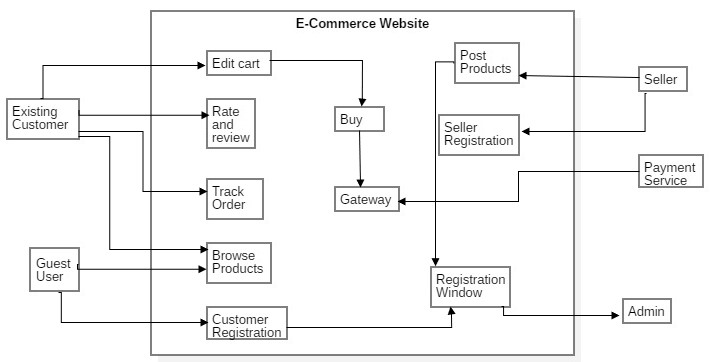 E-Commerce Website
Edit cart
Post
Products
Seller
Existing
Customer
Rate
and
review
Buy
Seller
Registration
Payment
Service
Track
Order
Gateway
Guest
User
Browse
Products
Registration
Window
Customer
Registration
Admin